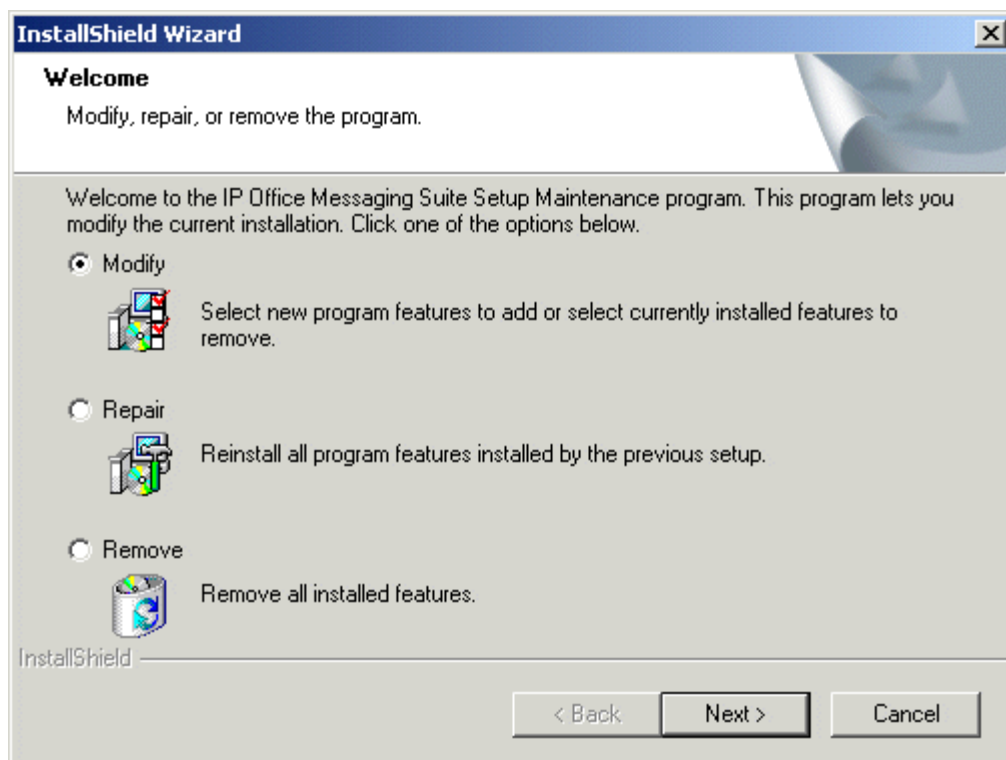 InstallShield Wizard
Welcome
Modify, repair, or remove the program.
Welcome to the IP Office Messaging Suite Setup Maintenance program. This program lets you
modify the current installation. Click one of the options below.
Modify
Select new program features to add or select currently installed features to
remove.
Repair
Reinstall all program features installed by the previous setup.
Remove
Remove all installed features.
InstallShield
< Back
Next >
Cancel